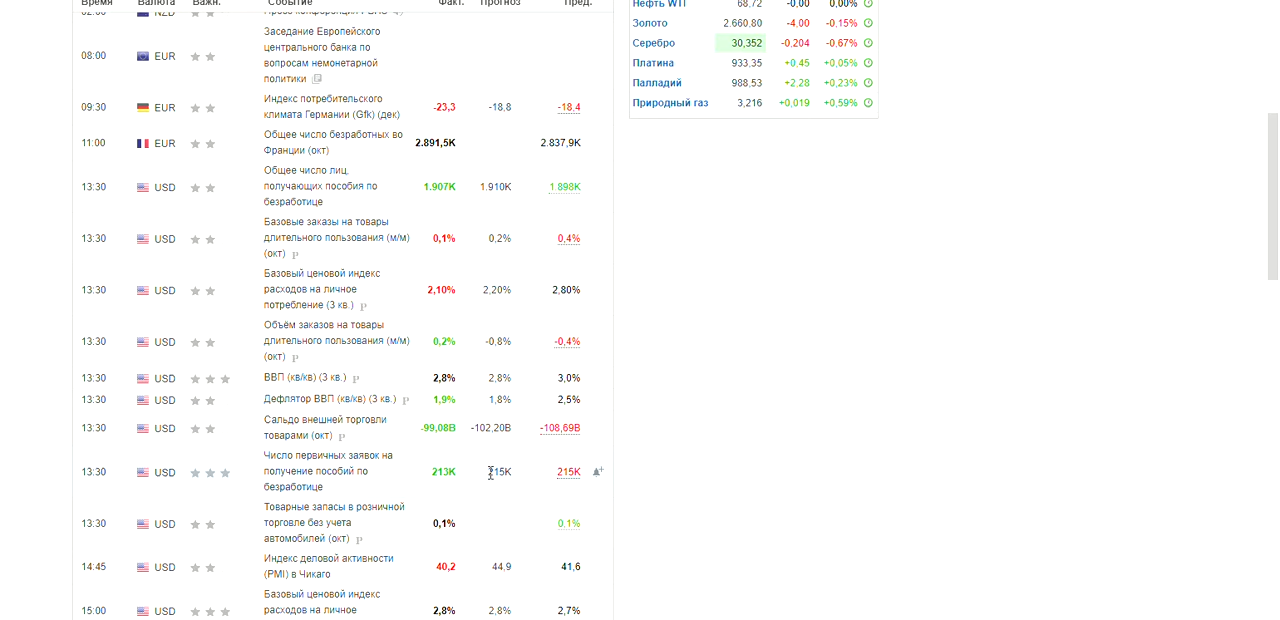 Время Валюта Важн. Событие Факт. Прогноз Пред.
02:00 NZD Пресс-конференция РБНЗ
08:00 EUR Заседание Европейского
центрального банка по
вопросам немонетарной
политики
09:30 EUR Индекс потребительского
климата Германии (Gfk) (дек) -23,3 -18,8 -18,4
11:00 EUR Общее число безработных во
Франции (окт) 2.891,5K 2.837,9K
13:30 USD Общее число лиц,
получающих пособия по
безработице 1.907K 1.910K 1.898K
13:30 USD Базовые заказы на товары
длительного пользования (м/м)
(окт) P 0,1% 0,2% 0,4%
13:30 USD Базовый ценовой индекс
расходов на личное
потребление (3 кв.) P 2,10% 2,20% 2,80%
13:30 USD Объём заказов на товары
длительного пользования (м/м)
(окт) P 0,2% -0,8% -0,4%
13:30 USD ВВП (кв/кв) (3 кв.) P 2,8% 2,8% 3,0%
13:30 USD Дефлятор ВВП (кв/кв) (3 кв.) P 1,9% 1,8% 2,5%
13:30 USD Сальдо внешней торговли
товарами (окт) P -99,08B -102,20B -108,69B
13:30 USD Число первичных заявок на
получение пособий по
безработице 213K 215K 215K
13:30 USD Товарные запасы в розничной
торговле без учета
автомобилей (окт) P 0,1% 0,1%
14:45 USD Индекс деловой активности
(PMI) в Чикаго 40,2 44,9 41,6
15:00 USD Базовый ценовой индекс
расходов на личное 2,8% 2,8% 2,7%
Нефть WTI 68,72 -0,00 0,00%
Золото 2.660,80 -4,00 -0,15%
Серебро 30,352 -0,204 -0,67%
Платина 933,35 +0,45 +0,05%
Палладий 988,53 +2,28 +0,23%
Природный газ 3,216 +0,019 +0,59%